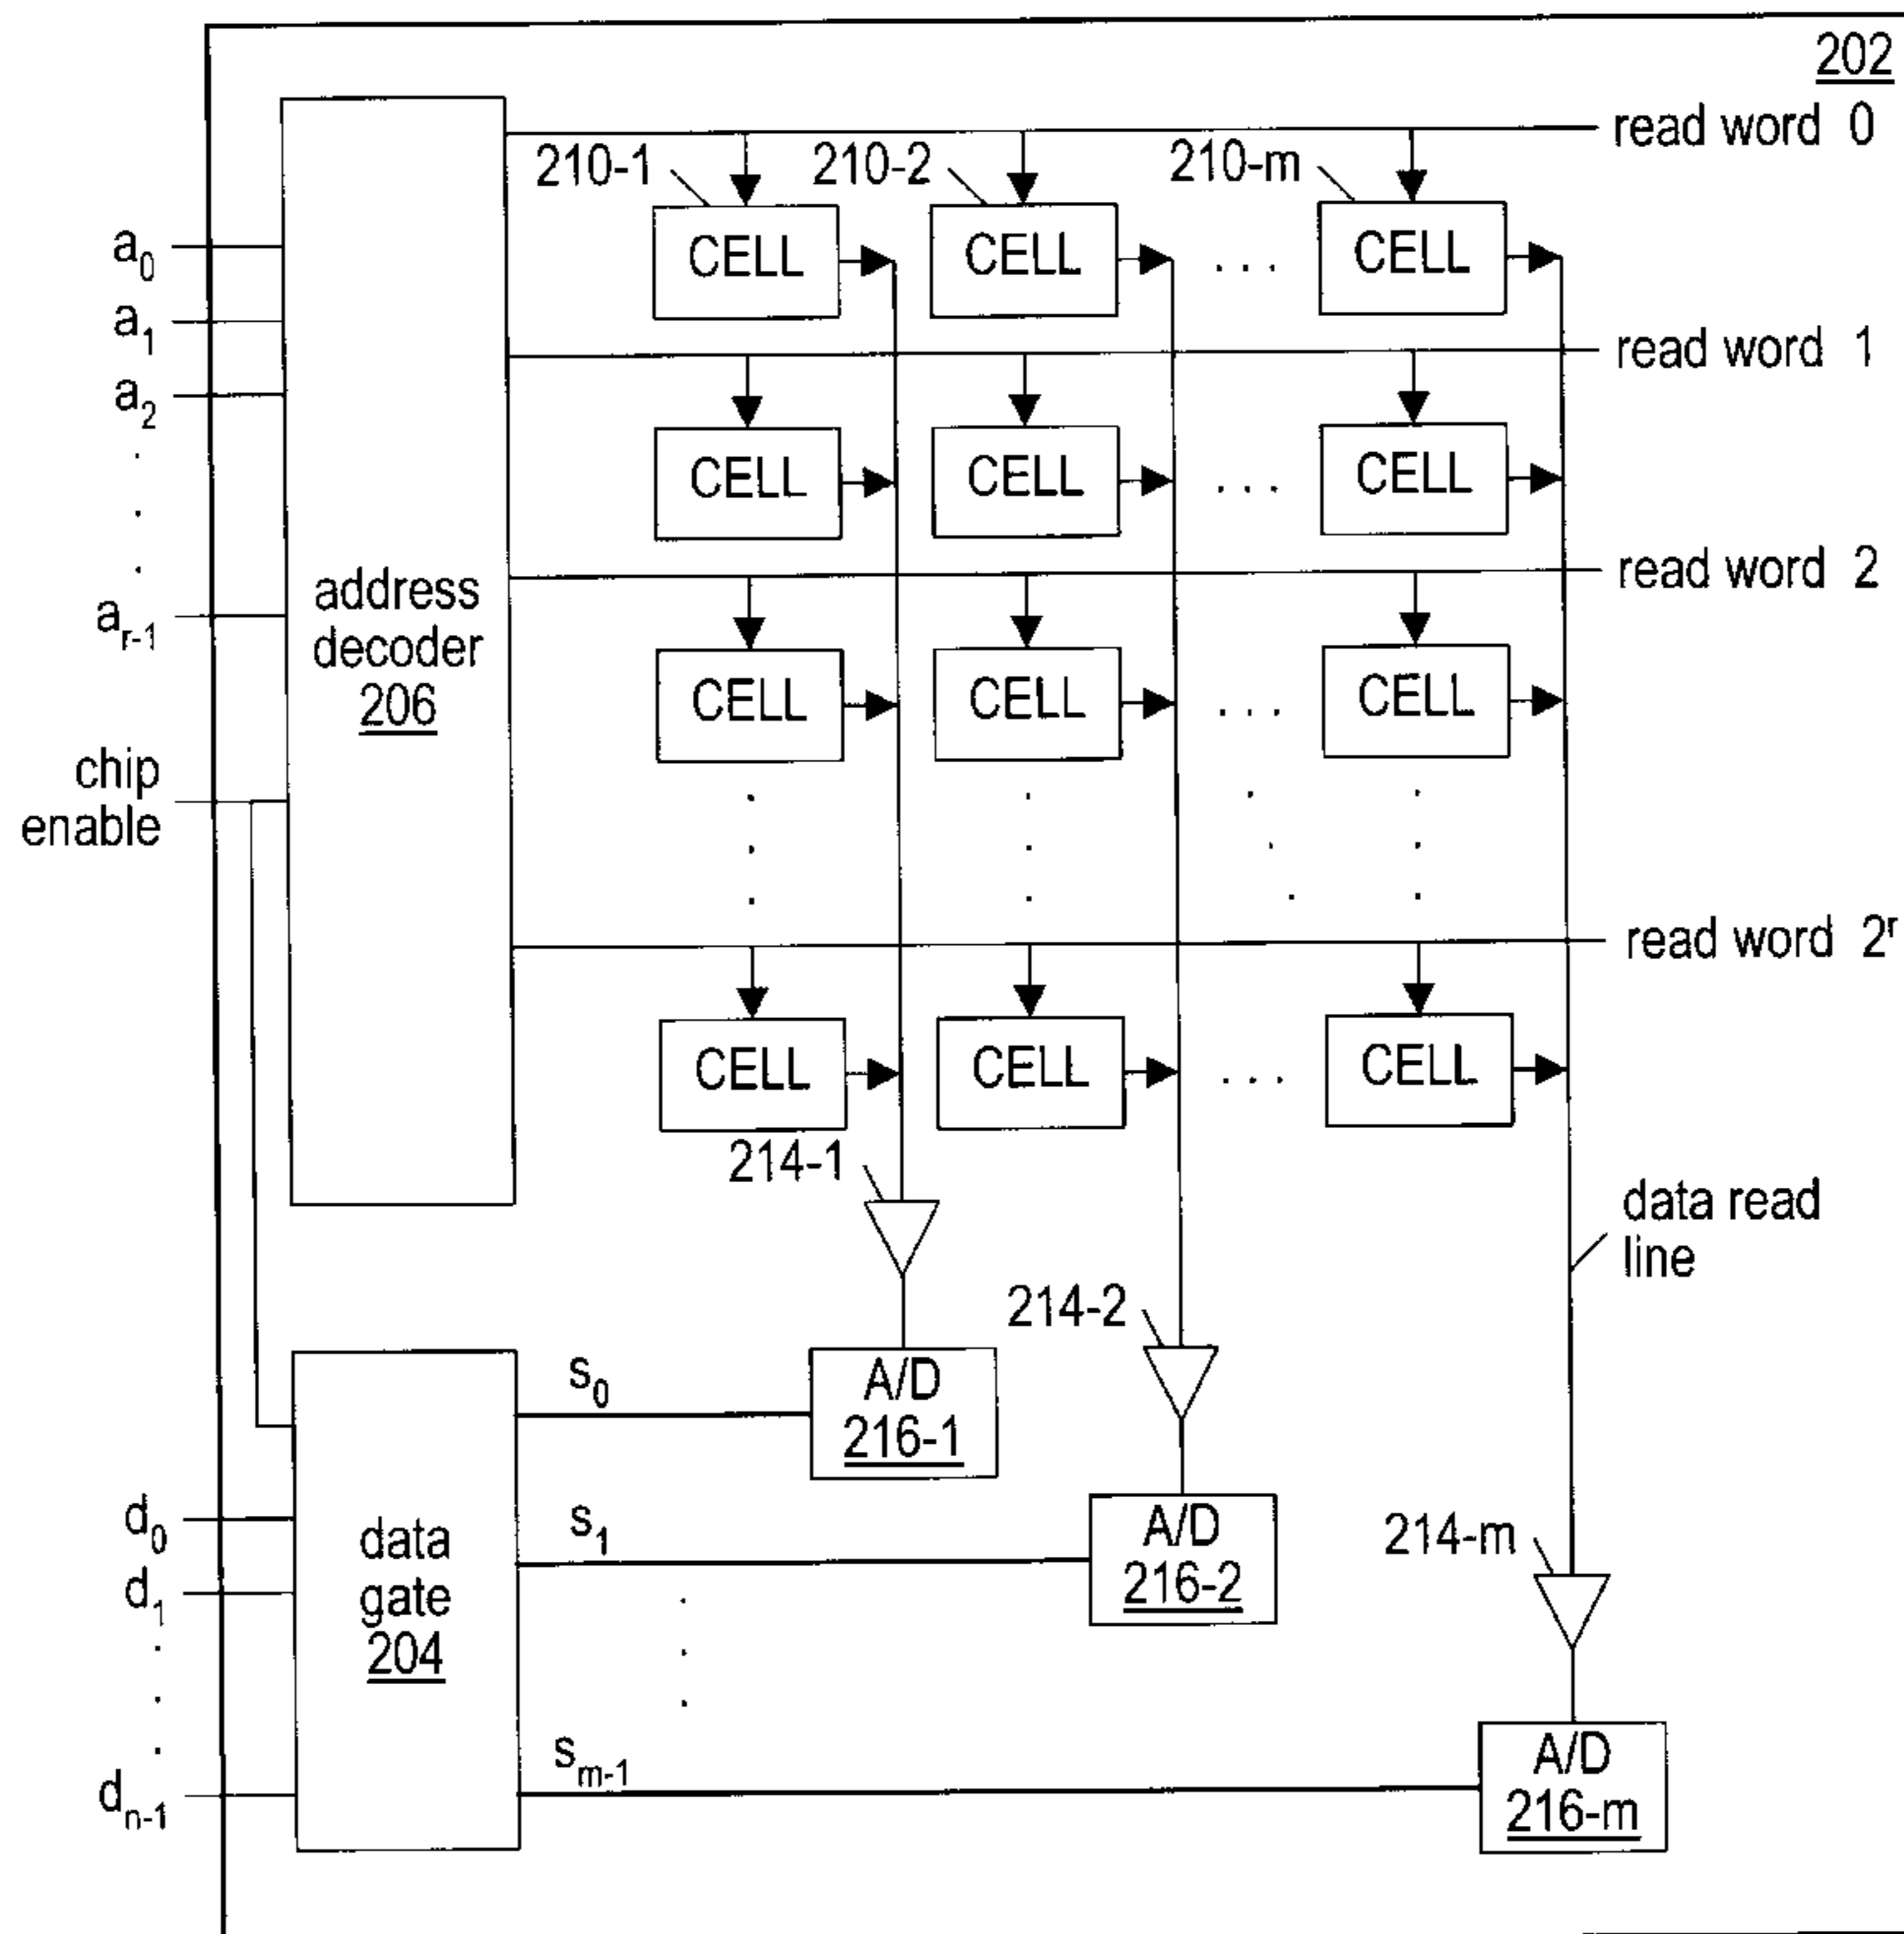 202
read word 0
210-1
210-2
210-m
CELL
CELL
...
CELL
a₀
a₁
a₂
.
.
.
aᵣ₋₁
read word 1
CELL
CELL
...
CELL
read word 2
address
decoder
206
CELL
CELL
...
CELL
chip
enable
read word 2ʳ
CELL
CELL
...
CELL
214-1
data read
line
214-2
214-m
s₀
A/D
216-1
s₁
A/D
216-2
sₘ₋₁
A/D
216-m
d₀
d₁
.
.
.
dₙ₋₁
data
gate
204